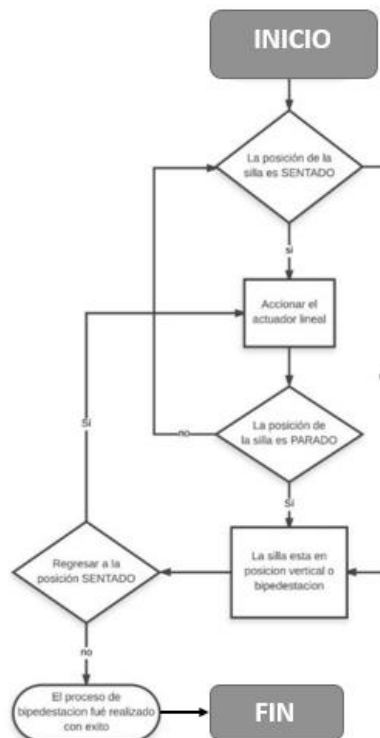 INICIO
La posición de la
silla es SENTADO
si
Accionar el
actuador lineal
La posición de
la silla es PARADO
no
Si
Si
La silla esta en
posicion vertical o
bipedestacion
Regresar a la
posición SENTADO
no
El proceso de
bipedestacion fué realizado
con exito
FIN